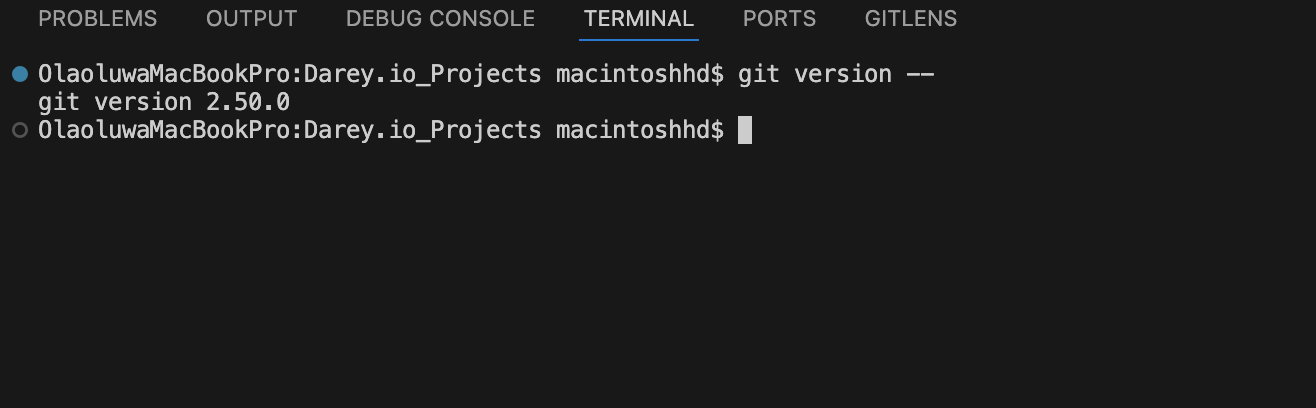 PROBLEMS OUTPUT DEBUG CONSOLE TERMINAL PORTS GITLENS
OlaoluwaMacBookPro:Darey.io_Projects macintoshhd$ git version --
git version 2.50.0
OlaoluwaMacBookPro:Darey.io_Projects macintoshhd$